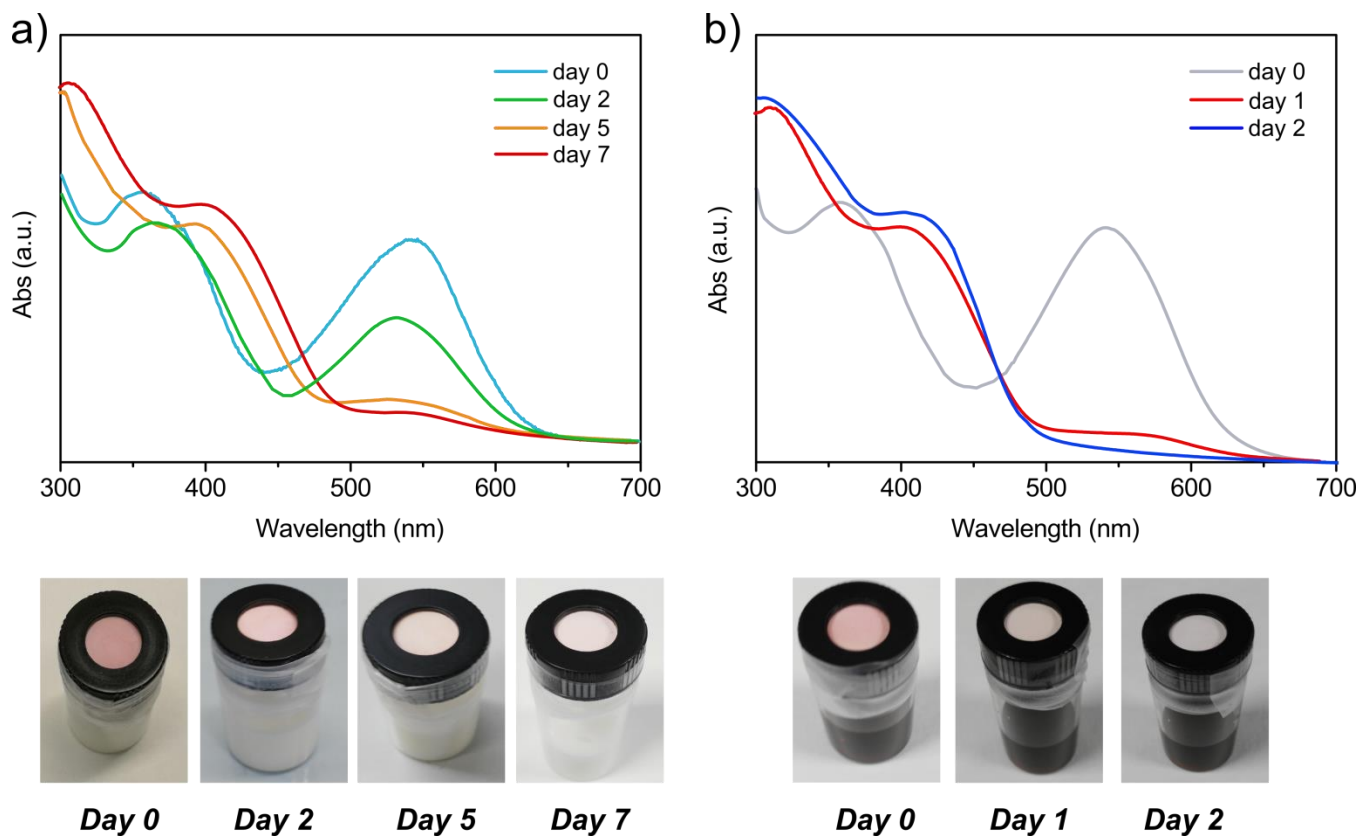 a)
day 0
day 2
day 5
day 7
Abs (a.u.)
300 400 500 600 700
Wavelength (nm)
Day 0 Day 2 Day 5 Day 7
b)
day 0
day 1
day 2
Abs (a.u.)
300 400 500 600 700
Wavelength (nm)
Day 0 Day 1 Day 2